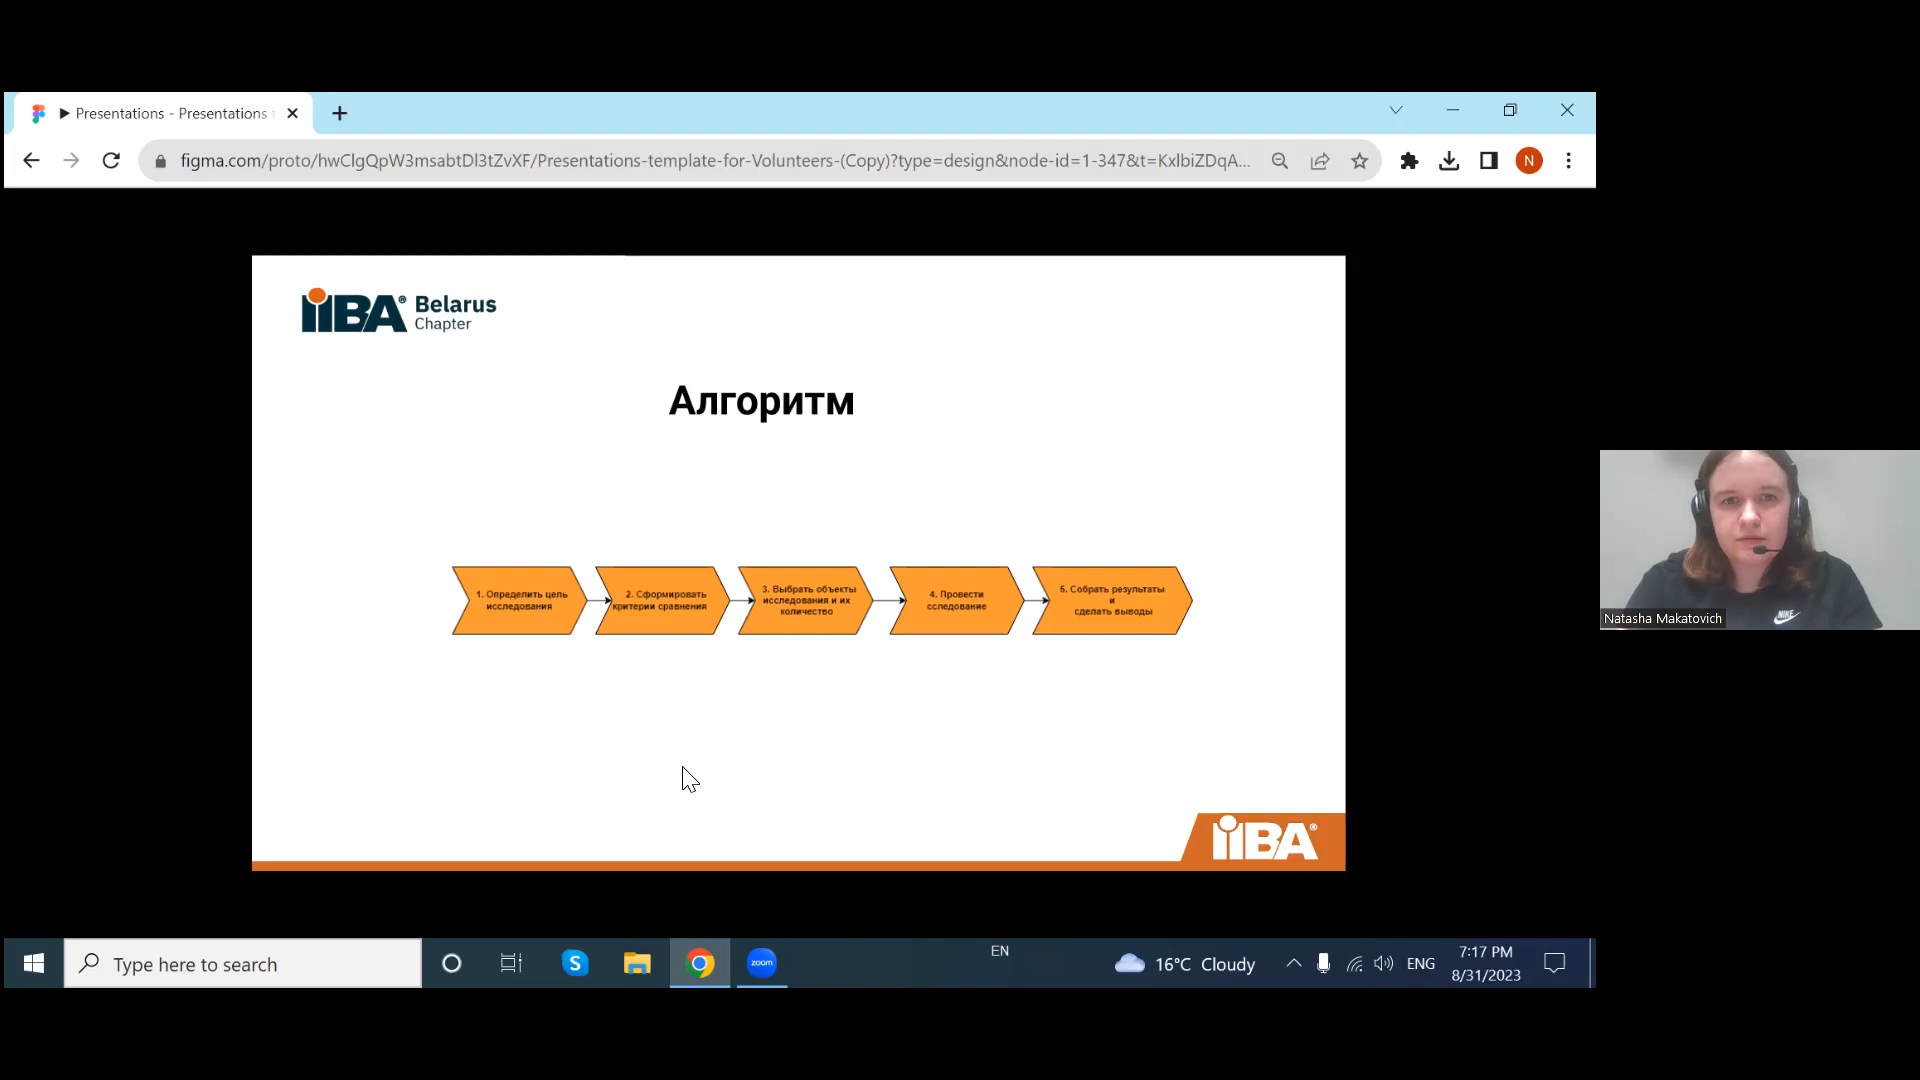 Presentations - Presentations t
figma.com/proto/hwClgQpW3msabtDl3tZvXF/Presentations-template-for-Volunteers-(Copy)?type=design&node-id=1-347&t=KxlbiZDqA...
N
iiBA® Belarus
Chapter
Алгоритм
1. Определить цель
исследования
2. Сформировать
критерии сравнения
3. Выбрать объекты
исследования и их
количество
4. Провести
сследование
5. Собрать результаты
и
сделать выводы
NIKE
Natasha Makatovich
iiBA®
Type here to search
S
zoom
EN
16°C Cloudy
ENG
7:17 PM
8/31/2023